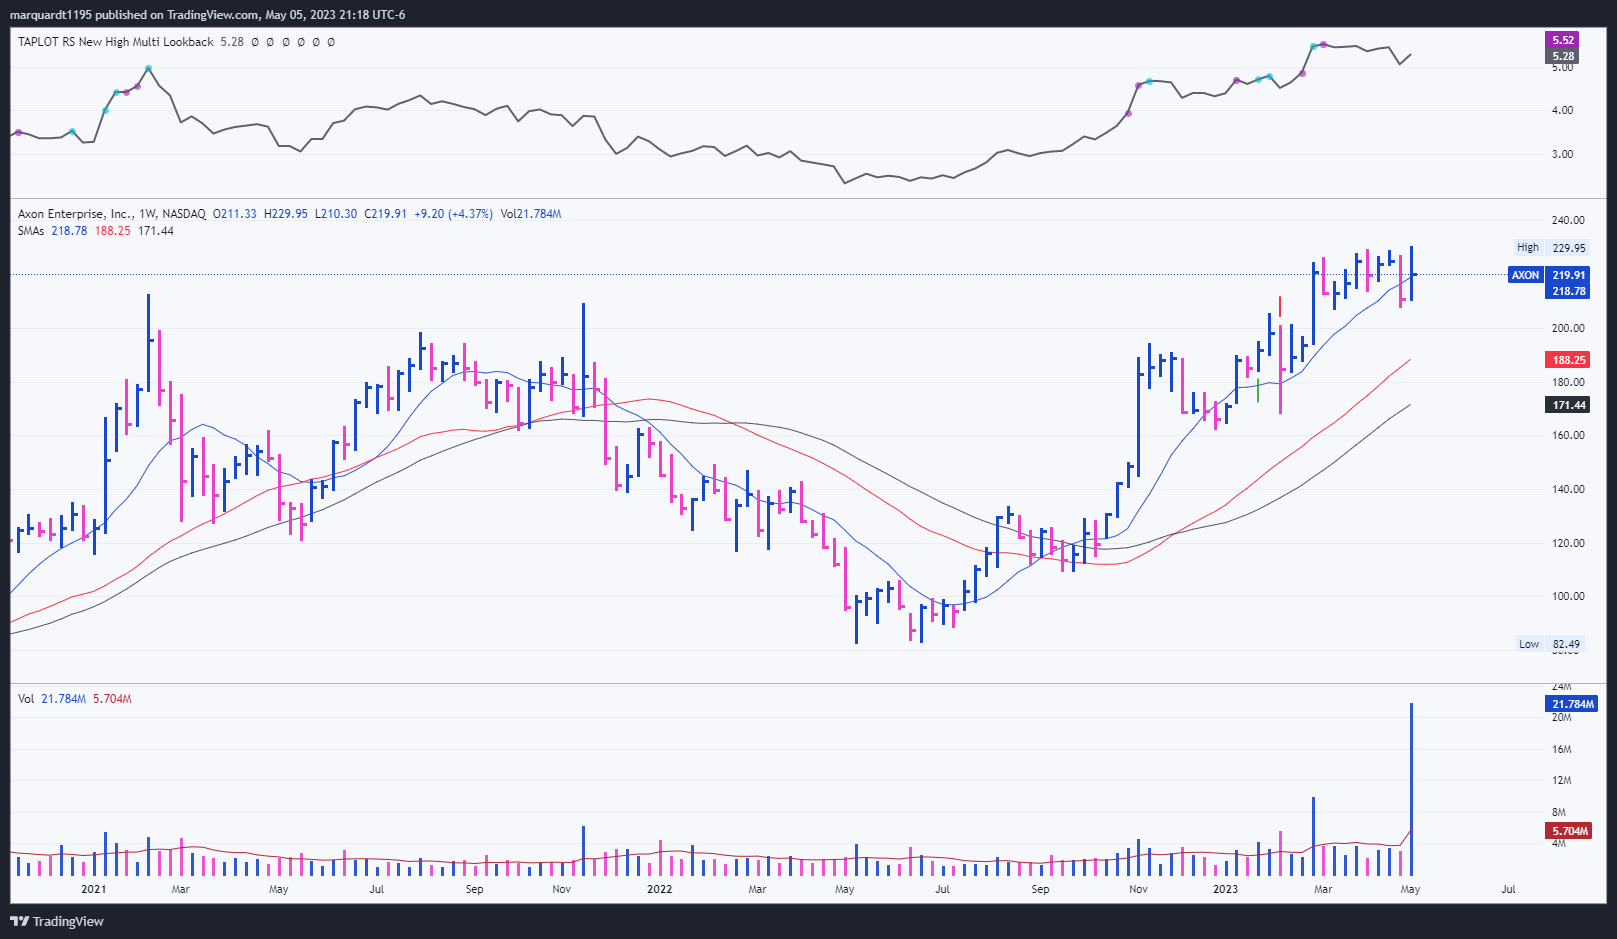 marquardt1195 published on TradingView.com, May 05, 2023 21:18 UTC-6
TAPLOT RS New High Multi Lookback 5.28 Ø Ø Ø Ø Ø Ø
5.52
5.28
5.00
4.00
3.00
Axon Enterprise, Inc., 1W, NASDAQ O211.33 H229.95 L210.30 C219.91 +9.20 (+4.37%) Vol21.784M
SMAs 218.78 188.25 171.44
240.00
High 229.95
AXON 219.91
218.78
200.00
188.25
180.00
171.44
160.00
140.00
120.00
100.00
Low 82.49
Vol 21.784M 5.704M
24M
21.784M
20M
16M
12M
8M
5.704M
4M
2021 Mar May Jul Sep Nov 2022 Mar May Jul Sep Nov 2023 Mar May Jul
TradingView